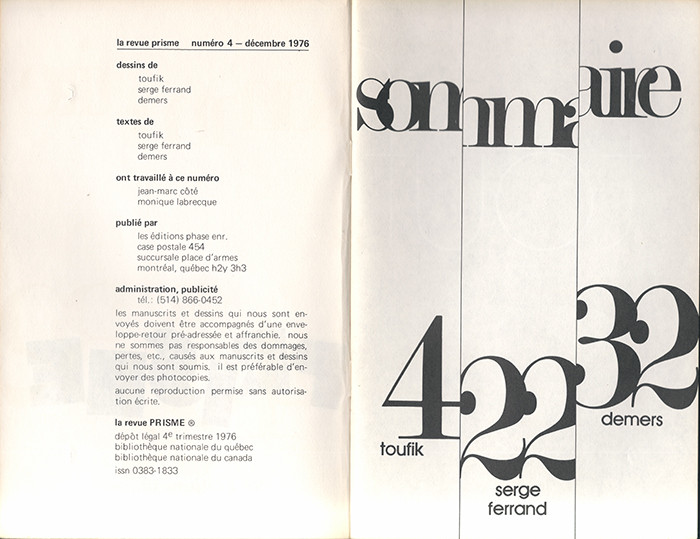 la revue prisme numéro 4 — décembre 1976
dessins de
toufik
serge ferrand
demers
textes de
toufik
serge ferrand
demers
ont travaillé à ce numéro
jean-marc côté
monique labrecque
publié par
les éditions phase enr.
case postale 454
succursale place d'armes
montréal, québec h2y 3h3
administration, publicité
tél.: (514) 866-0452
les manuscrits et dessins qui nous sont en-
voyés doivent être accompagnés d'une enve-
loppe-retour pré-adressée et affranchie. nous
ne sommes pas responsables des dommages,
pertes, etc., causés aux manuscrits et dessins
qui nous sont soumis. il est préférable d'en-
voyer des photocopies.
aucune reproduction permise sans autorisa-
tion écrite.
la revue PRISME ®
dépôt légal 4e trimestre 1976
bibliothèque nationale du québec
bibliothèque nationale du canada
issn 0383-1833
sommaire
4
toufik
22
serge
ferrand
32
demers